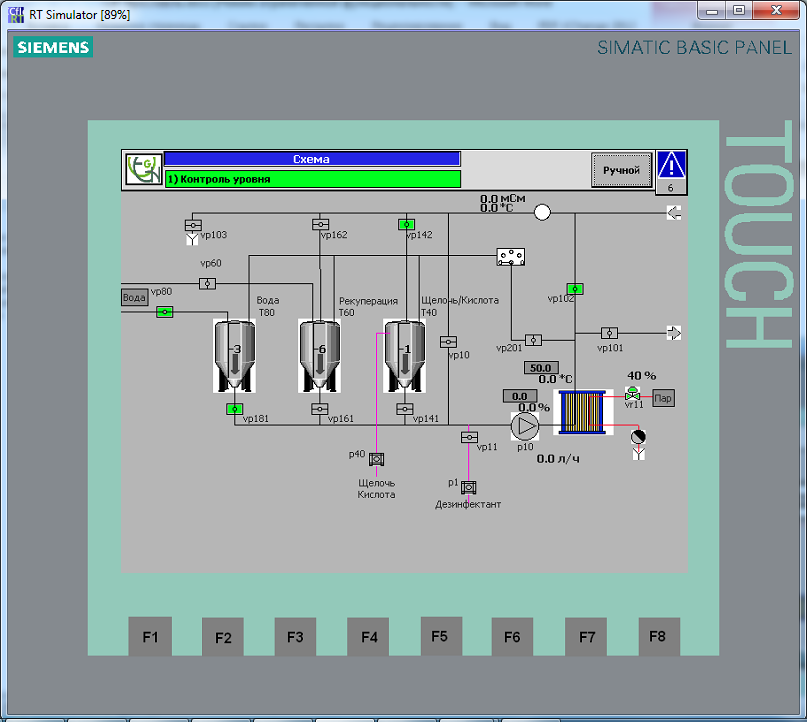 RT Simulator [89%]
SIEMENS
SIMATIC BASIC PANEL
TOUCH
Схема
1) Контроль уровня
Ручной
6
0.0 мСм
0.0 °C
vp103
vp162
vp142
vp60
vp80
Вода
vp102
Вода
T80
Рекуперация
T60
Щелочь/Кислота
T40
vp10
vp201
vp101
-3
-6
-1
50.0
0.0 °C
40 %
vr11
Пар
0.0
0.0 %
vp181
vp161
vp141
vp11
p10
0.0 л/ч
p40
Щелочь
Кислота
p1
Дезинфектант
F1 F2 F3 F4 F5 F6 F7 F8